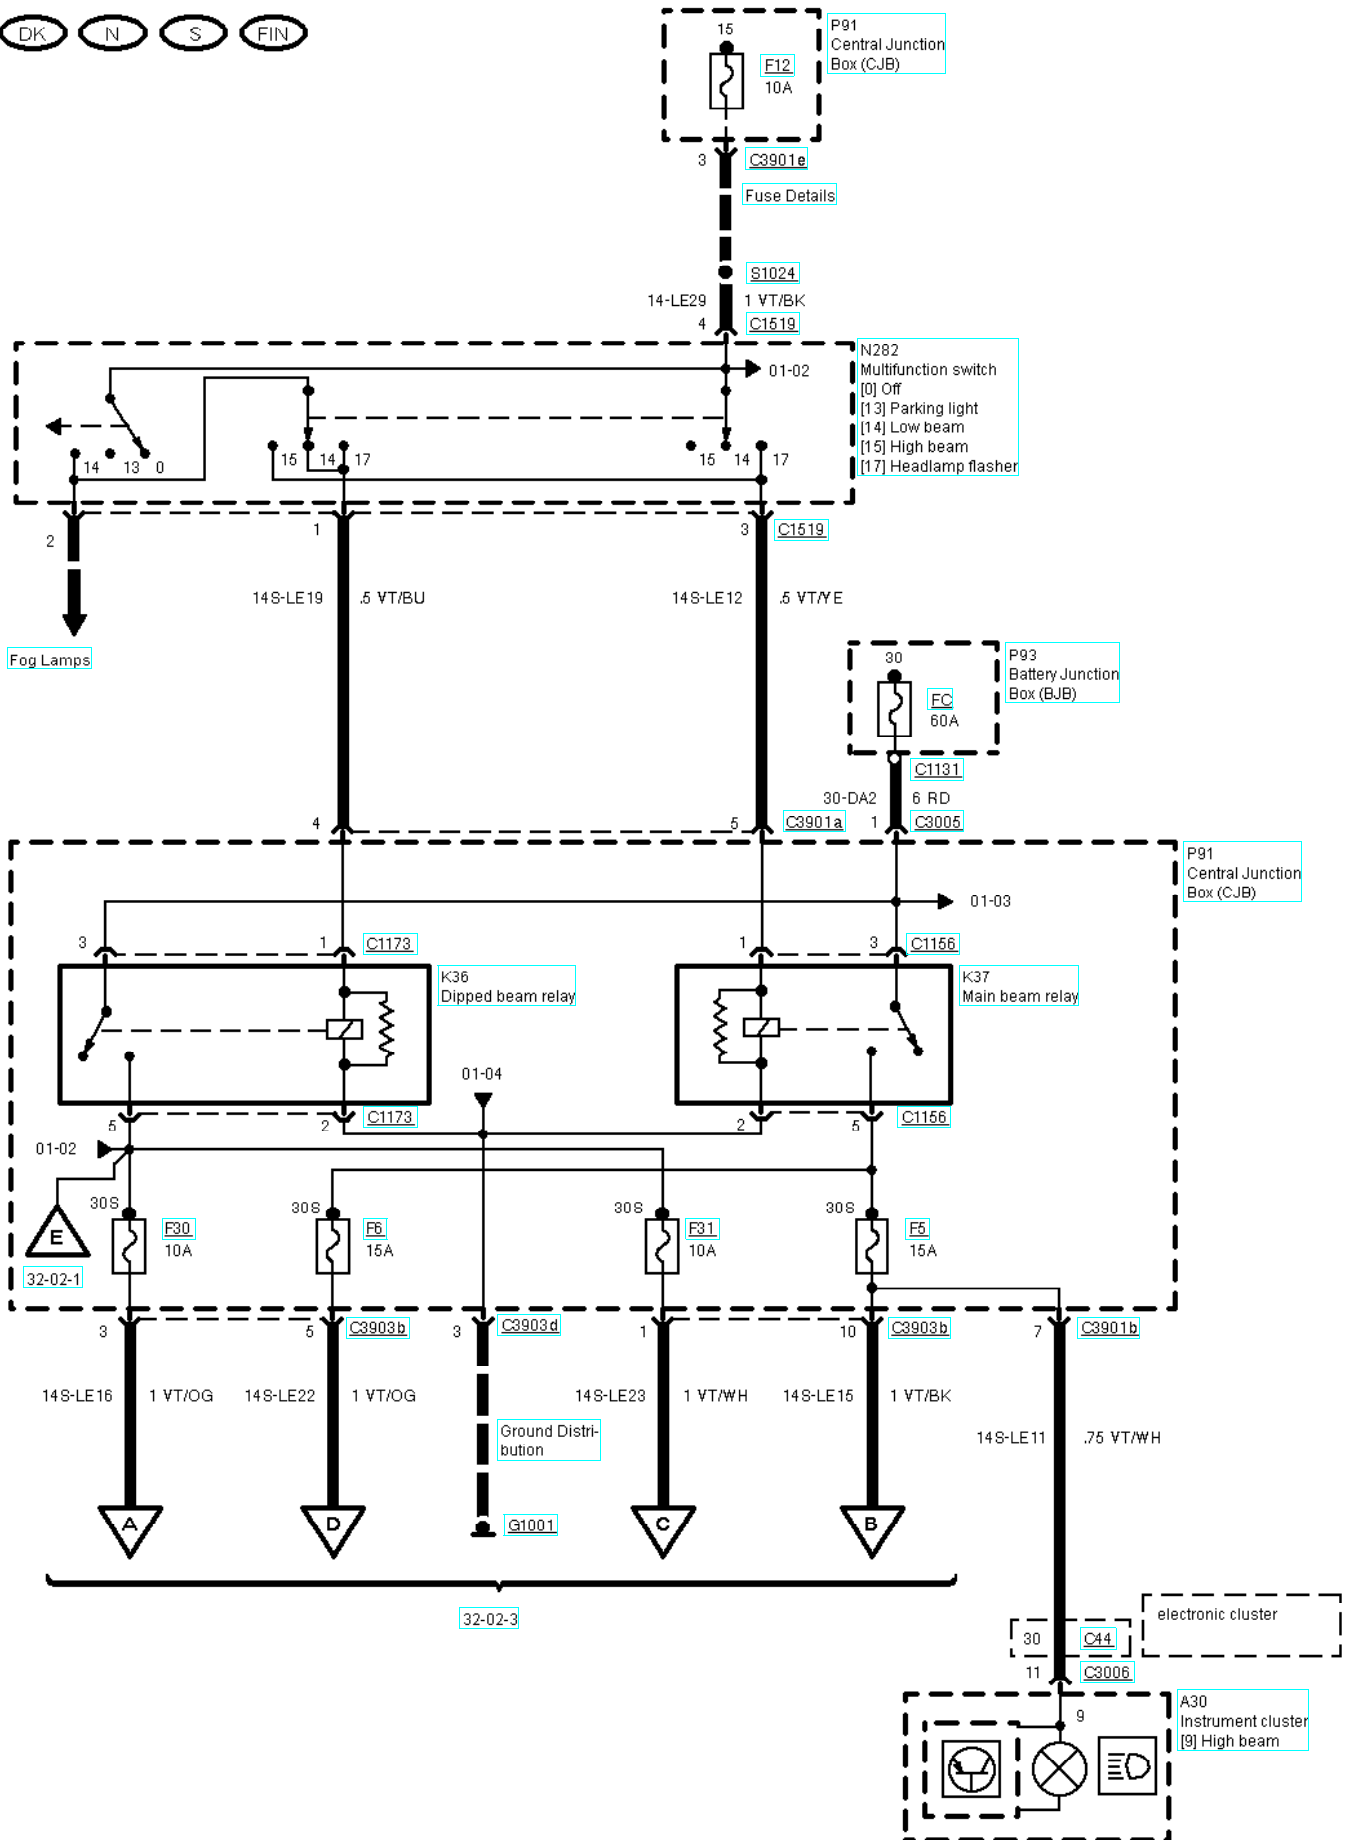 DK N S FIN
15
F12
10A
P91
Central Junction
Box (CJB)
3 C3901e
Fuse Details
S1024
14-LE29 1 VT/BK
4 C1519
N282
Multifunction switch
[0] Off
[13] Parking light
[14] Low beam
[15] High beam
[17] Headlamp flasher
01-02
14 13 0 15 14 17 15 14 17
2 1 3 C1519
14S-LE19 .5 VT/BU 14S-LE12 .5 VT/YE
Fog Lamps
30
FC
60A
P93
Battery Junction
Box (BJB)
C1131
30-DA2 6 RD
4 5 C3901a 1 C3005
P91
Central Junction
Box (CJB)
01-03
3 1 C1173 1 3 C1156
K36
Dipped beam relay
K37
Main beam relay
01-04
5 2 C1173 2 5 C1156
01-02
30S 30S 30S 30S
E
F30
10A
F6
15A
F31
10A
F5
15A
32-02-1
3 5 C3903b 3 C3903d 1 10 C3903b 7 C3901b
14S-LE16 1 VT/OG 14S-LE22 1 VT/OG 14S-LE23 1 VT/WH 14S-LE15 1 VT/BK
Ground Distri-
bution
14S-LE11 .75 VT/WH
A D G1001 C B
32-02-3
electronic cluster
30 C44
11 C3006
A30
Instrument cluster
[9] High beam
9